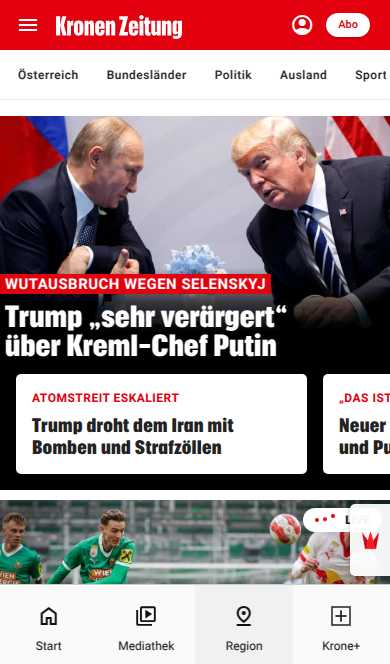 Kronen Zeitung
Abo
Österreich Bundesländer Politik Ausland Sport
WUTAUSBRUCH WEGEN SELENSKYJ
Trump „sehr verärgert“
über Kreml-Chef Putin
ATOMSTREIT ESKALIERT
Trump droht dem Iran mit
Bomben und Strafzöllen
„DAS IST
Neuer
und Pu
WIEN
Start Mediathek Region Krone+